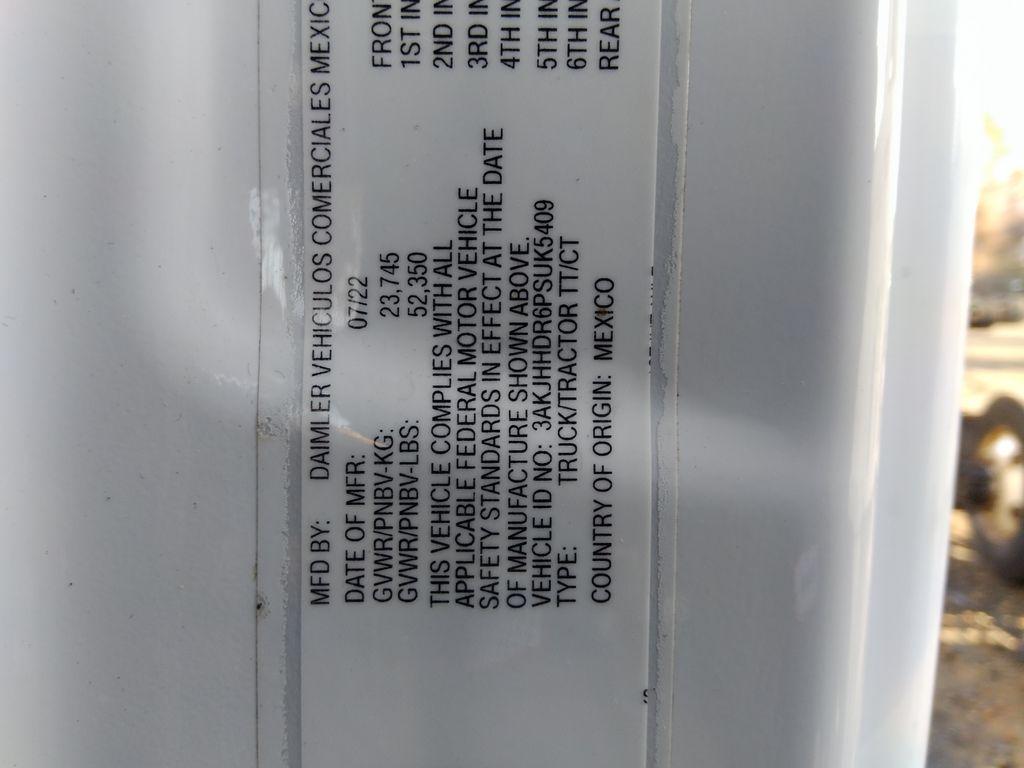 MFD BY: DAIMLER VEHICULOS COMERCIALES MEXICO
DATE OF MFR: 07/22
GVWR/PNBV-KG: 23,745
GVWR/PNBV-LBS: 52,350
THIS VEHICLE COMPLIES WITH ALL
APPLICABLE FEDERAL MOTOR VEHICLE
SAFETY STANDARDS IN EFFECT AT THE DATE
OF MANUFACTURE SHOWN ABOVE.
VEHICLE ID NO: 3AKJHHDR6PSUK5409
TYPE: TRUCK/TRACTOR TT/CT
COUNTRY OF ORIGIN: MEXICO
FRONT
1ST IN
2ND IN
3RD IN
4TH IN
5TH IN
6TH IN
REAR